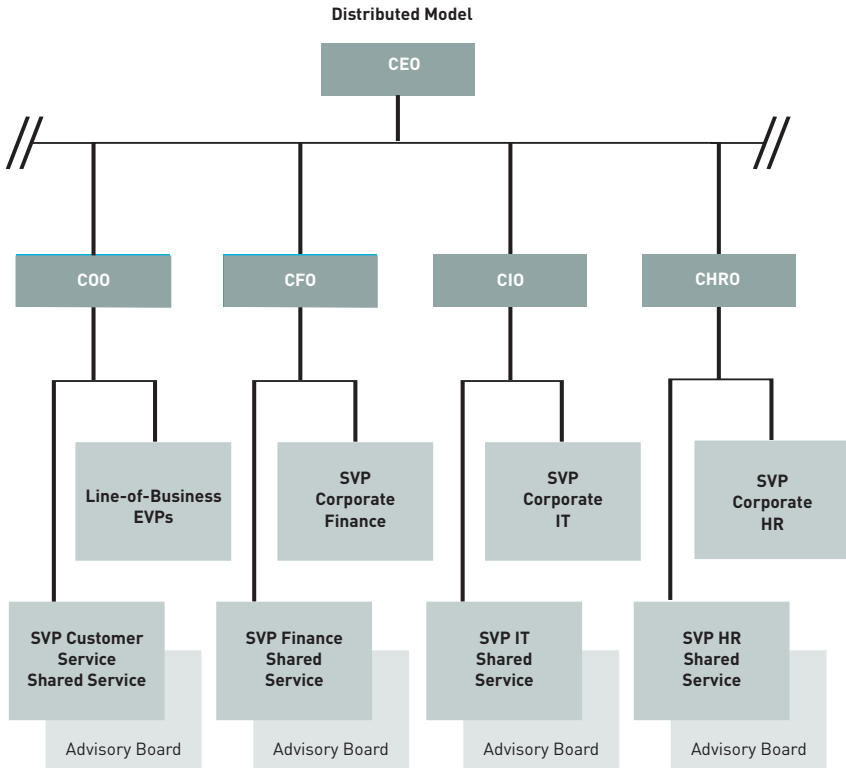 Distributed Model
CEO
COO
CFO
CIO
CHRO
Line-of-Business
EVPs
SVP
Corporate
Finance
SVP
Corporate
IT
SVP
Corporate
HR
SVP Customer
Service
Shared Service
SVP Finance
Shared
Service
SVP IT
Shared
Service
SVP HR
Shared
Service
Advisory Board
Advisory Board
Advisory Board
Advisory Board